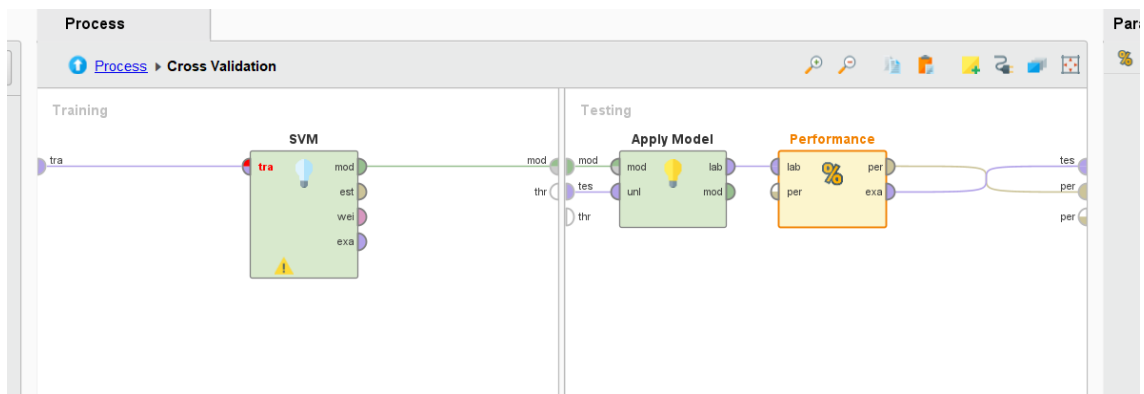 Process
Para
Process ▸ Cross Validation
Training
Testing
SVM
Apply Model
Performance
tra
tra
mod
est
wei
exa
mod
thr
mod
tes
thr
mod
unl
lab
mod
lab
per
%
per
exa
tes
per
per